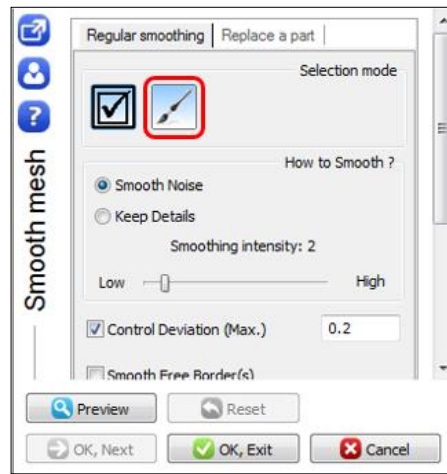 Regular smoothing Replace a part
Selection mode
How to Smooth ?
Smooth Noise
Keep Details
Smoothing intensity: 2
Low High
Control Deviation (Max.) 0.2
Smooth Free Border(s)
Smooth mesh
?
Preview Reset
OK, Next OK, Exit Cancel